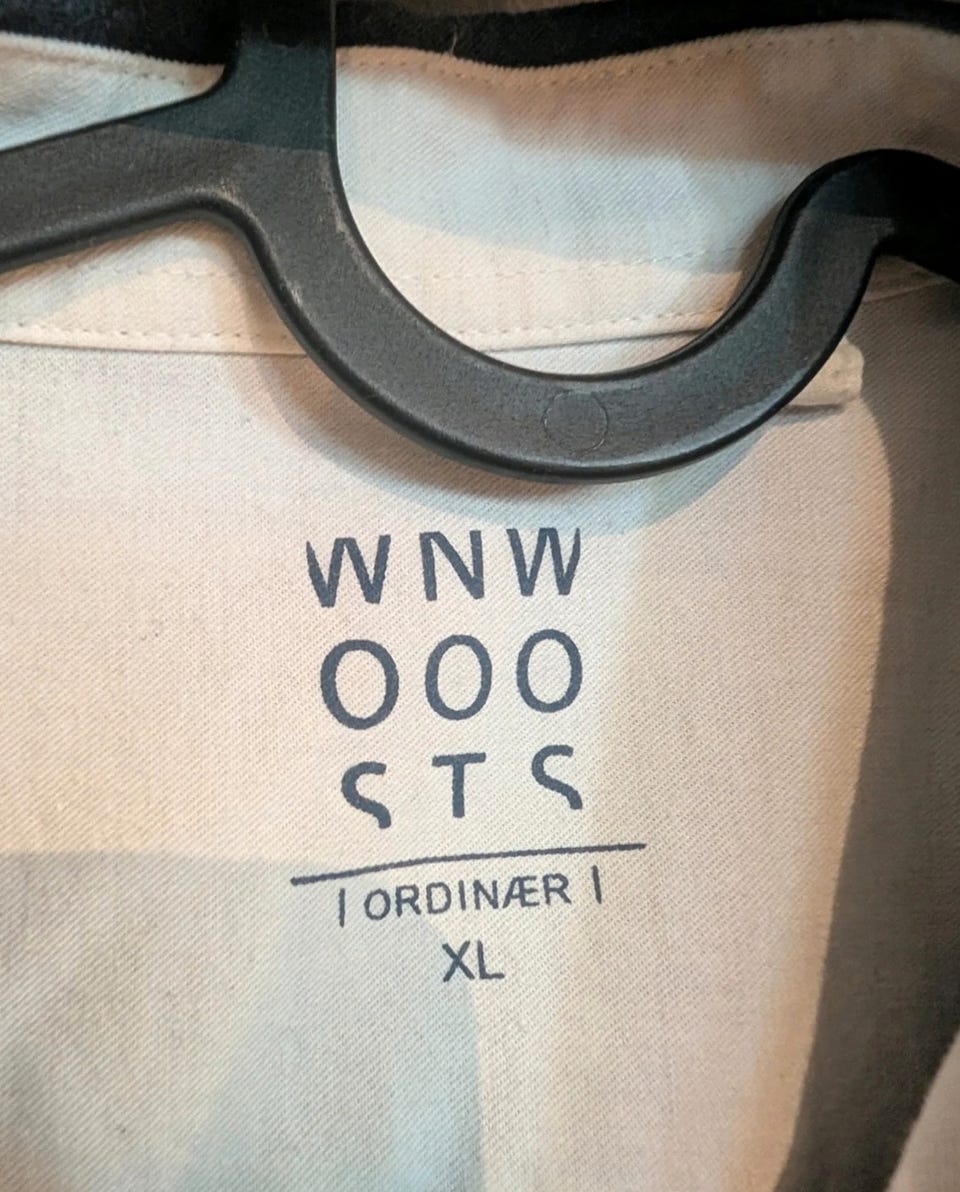 WNW
OOO
STS
| ORDINÆR |
XL